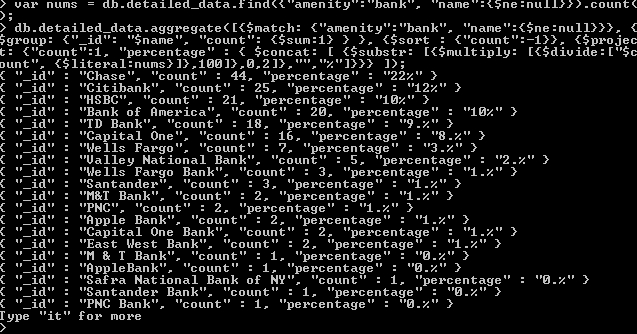 > var nums = db.detailed_data.find({"amenity":"bank", "name":{$ne:null}}).count()
;
> db.detailed_data.aggregate([{$match: {"amenity":"bank", "name":{$ne:null}}}, {
$group: {"_id": "$name", "count": {$sum:1} } }, {$sort : {"count":-1}}, {$projec
t: {"count":1, "percentage" : { $concat: [ {$substr: [{$multiply: [{$divide:["$c
ount", {$literal:nums}]},100]},0,2]},"","%"]}}} ]);
{ "_id" : "Chase", "count" : 44, "percentage" : "22%" }
{ "_id" : "Citibank", "count" : 25, "percentage" : "12%" }
{ "_id" : "HSBC", "count" : 21, "percentage" : "10%" }
{ "_id" : "Bank of America", "count" : 20, "percentage" : "10%" }
{ "_id" : "TD Bank", "count" : 18, "percentage" : "9.%" }
{ "_id" : "Capital One", "count" : 16, "percentage" : "8.%" }
{ "_id" : "Wells Fargo", "count" : 7, "percentage" : "3.%" }
{ "_id" : "Valley National Bank", "count" : 5, "percentage" : "2.%" }
{ "_id" : "Wells Fargo Bank", "count" : 3, "percentage" : "1.%" }
{ "_id" : "Santander", "count" : 3, "percentage" : "1.%" }
{ "_id" : "M&T Bank", "count" : 2, "percentage" : "1.%" }
{ "_id" : "PNC", "count" : 2, "percentage" : "1.%" }
{ "_id" : "Apple Bank", "count" : 2, "percentage" : "1.%" }
{ "_id" : "Capital One Bank", "count" : 2, "percentage" : "1.%" }
{ "_id" : "East West Bank", "count" : 2, "percentage" : "1.%" }
{ "_id" : "M & T Bank", "count" : 1, "percentage" : "0.%" }
{ "_id" : "AppleBank", "count" : 1, "percentage" : "0.%" }
{ "_id" : "Safra National Bank of NY", "count" : 1, "percentage" : "0.%" }
{ "_id" : "Santander Bank", "count" : 1, "percentage" : "0.%" }
{ "_id" : "PNC Bank", "count" : 1, "percentage" : "0.%" }
Type "it" for more
>